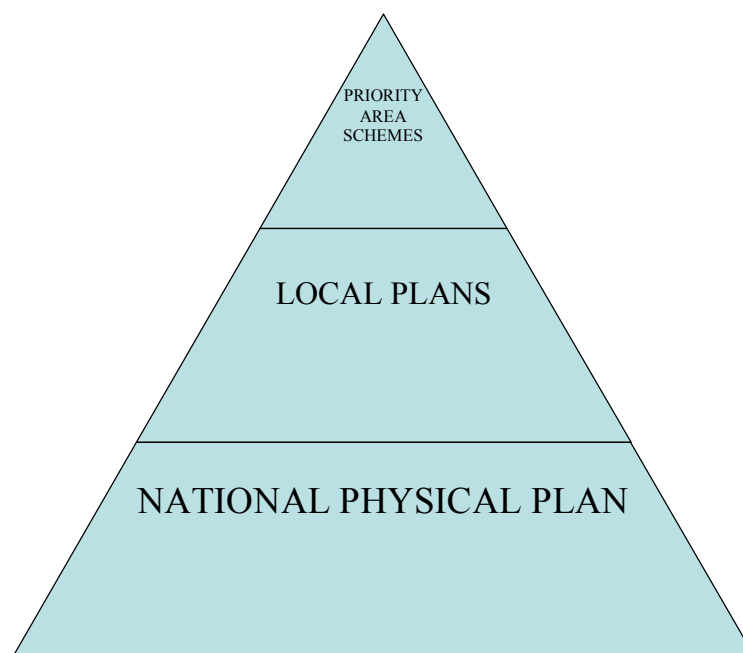 PRIORITY
AREA
SCHEMES
LOCAL PLANS
NATIONAL PHYSICAL PLAN